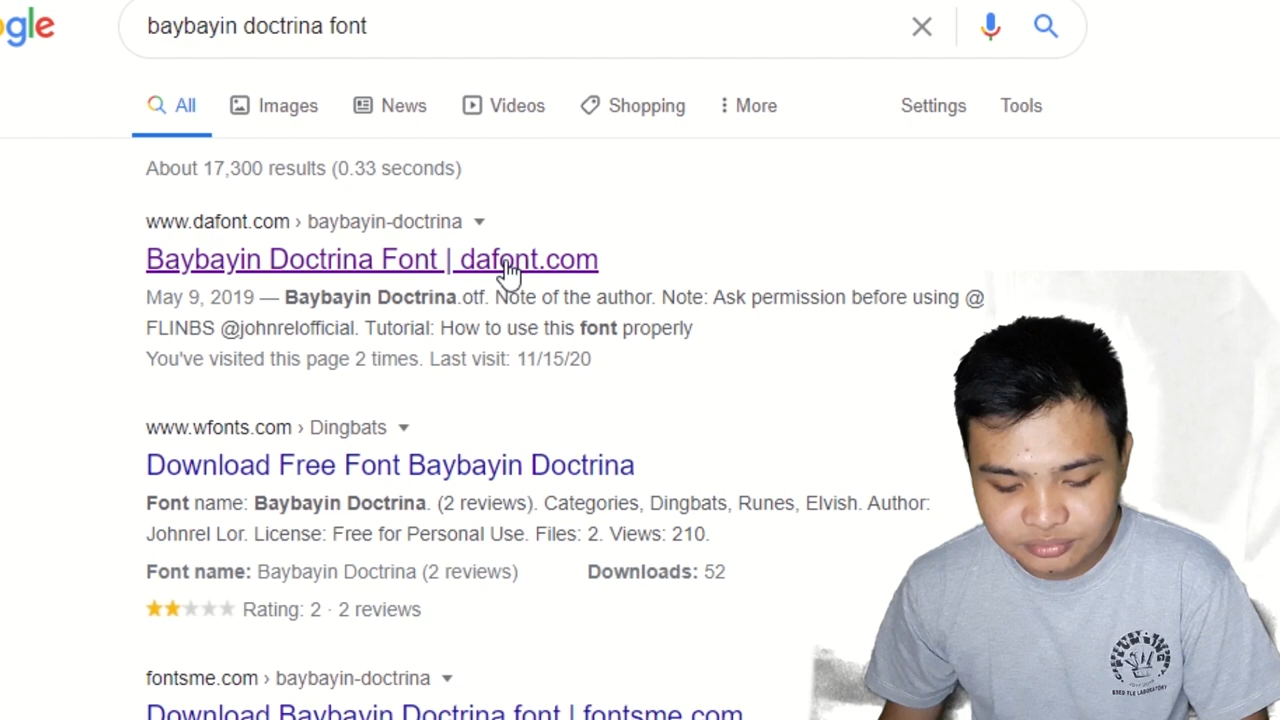 ogle
baybayin doctrina font
All Images News Videos Shopping More Settings Tools
About 17,300 results (0.33 seconds)
www.dafont.com › baybayin-doctrina
Baybayin Doctrina Font | dafont.com
May 9, 2019 — Baybayin Doctrina.otf. Note of the author. Note: Ask permission before using @
FLINBS @johnrelofficial. Tutorial: How to use this font properly
You've visited this page 2 times. Last visit: 11/15/20
www.wfonts.com › Dingbats
Download Free Font Baybayin Doctrina
Font name: Baybayin Doctrina. (2 reviews). Categories, Dingbats, Runes, Elvish. Author:
Johnrel Lor. License: Free for Personal Use. Files: 2. Views: 210.
Font name: Baybayin Doctrina (2 reviews) Downloads: 52
Rating: 2 · 2 reviews
fontsme.com › baybayin-doctrina
Download Baybayin Doctrina font | fontsme.com